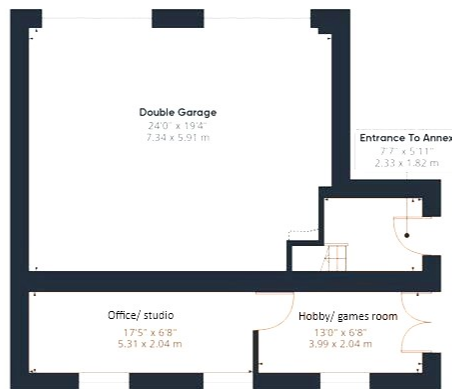 Double Garage
24'0" x 19'4"
7.34 x 5.91 m
Entrance To Annex
7'7" x 5'11"
2.33 x 1.82 m
Office/ studio
17'5" x 6'8"
5.31 x 2.04 m
Hobby/ games room
13'0" x 6'8"
3.99 x 2.04 m